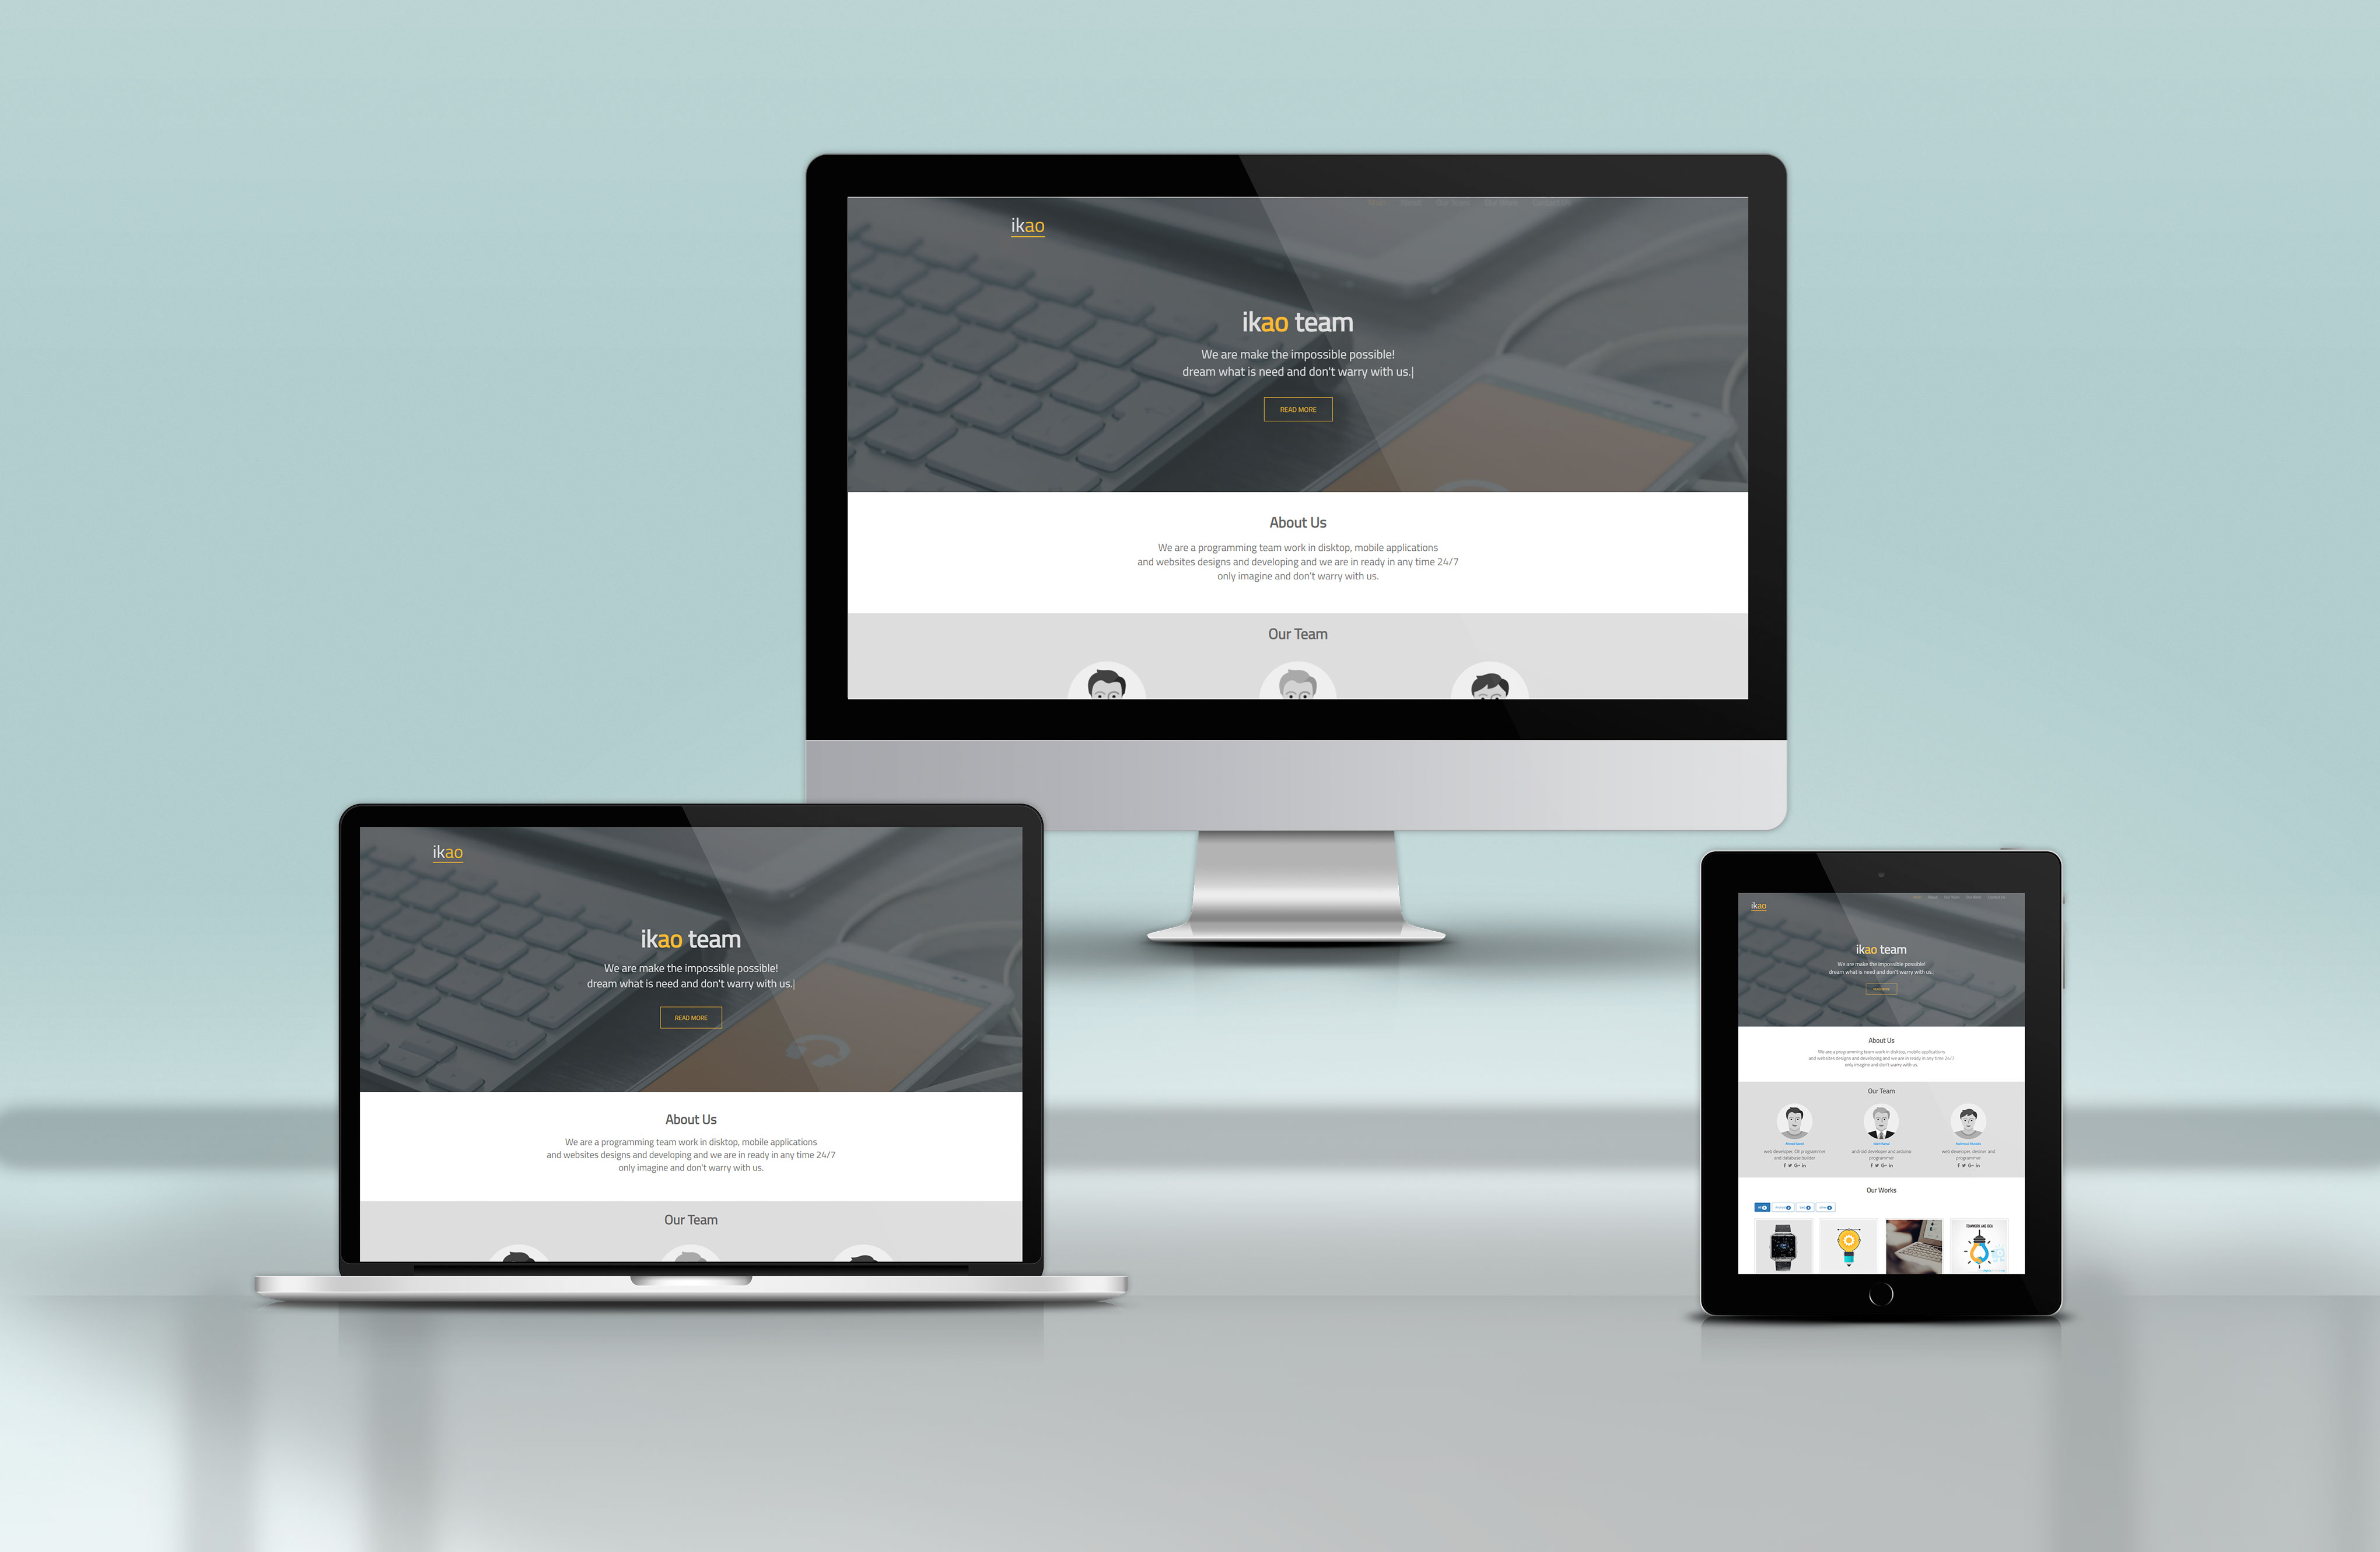 ikao
ikao team
We are make the impossible possible!
dream what is need and don't warry with us.|
READ MORE
About Us
We are a programming team work in disktop, mobile applications
and websites designs and developing and we are in ready in any time 24/7
only imagine and don't warry with us.
Our Team
ikao
ikao team
We are make the impossible possible!
dream what is need and don't warry with us.|
READ MORE
About Us
We are a programming team work in disktop, mobile applications
and websites designs and developing and we are in ready in any time 24/7
only imagine and don't warry with us.
Our Team
ikao
ikao team
We are make the impossible possible!
dream what is need and don't warry with us.
About Us
We are a programming team work in disktop, mobile applications
and websites designs and developing and we are in ready in any time 24/7
only imagine and don't warry with us.
Our Team
web developer, C# programmer
and database builder
android developer and arduino
programmer
web developer, desiner and
programmer
Our Works
TEAMWORK AND IDEA